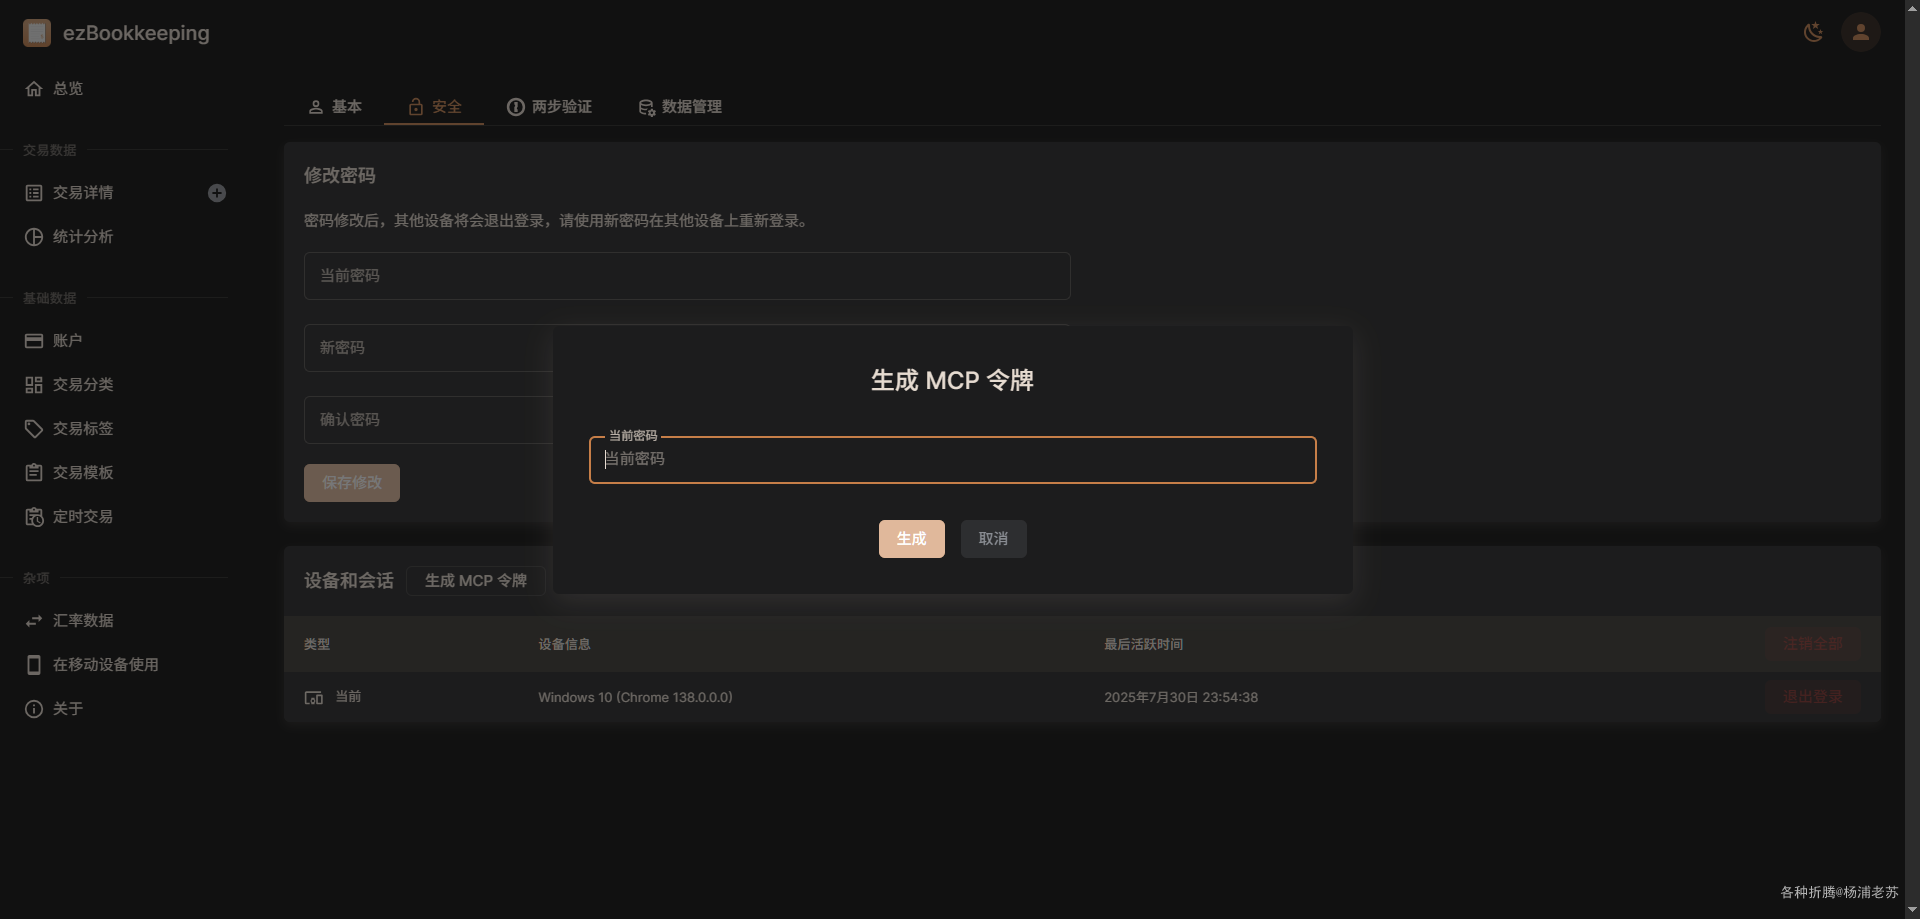 ezBookkeeping
总览
交易数据
交易详情
统计分析
基础数据
账户
交易分类
交易标签
交易模板
定时交易
杂项
汇率数据
在移动设备使用
关于
基本
安全
两步验证
数据管理
修改密码
密码修改后，其他设备将会退出登录，请使用新密码在其他设备上重新登录。
当前密码
新密码
确认密码
保存修改
生成 MCP 令牌
当前密码
当前密码
生成
取消
设备和会话
生成 MCP 令牌
类型
设备信息
最后活跃时间
注销全部
当前
Windows 10 (Chrome 138.0.0.0)
2025年7月30日 23:54:38
退出登录
各种折腾@杨浦老苏